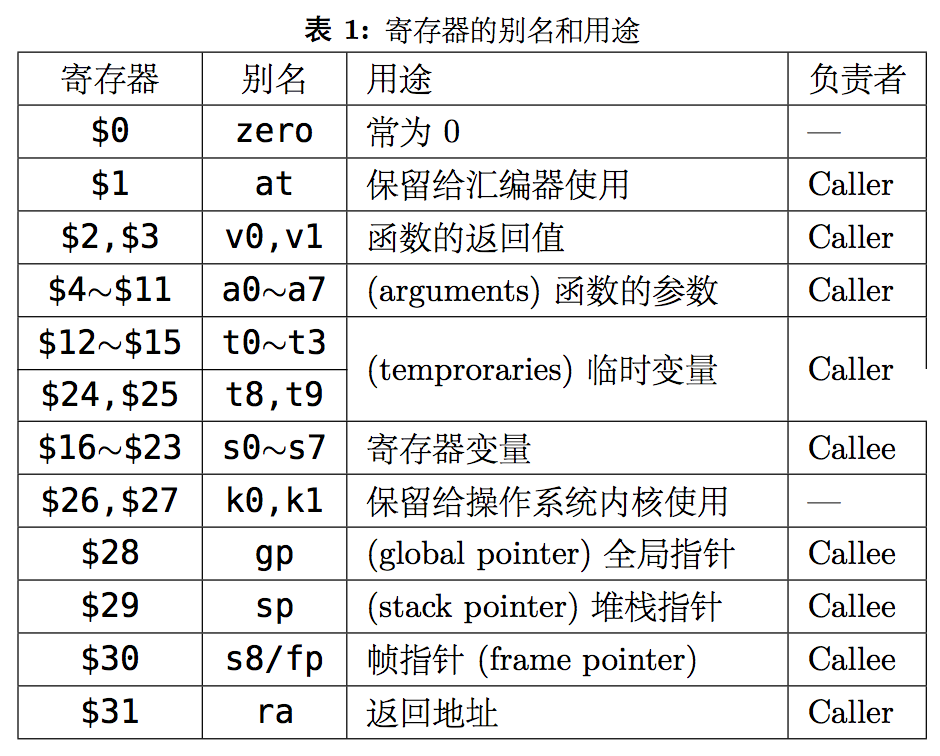 表 1: 寄存器的别名和用途
寄存器 别名 用途 负责者
$0 zero 常为 0 —
$1 at 保留给汇编器使用 Caller
$2,$3 v0,v1 函数的返回值 Caller
$4~$11 a0~a7 (arguments) 函数的参数 Caller
$12~$15 t0~t3
(temproraries) 临时变量 Caller
$24,$25 t8,t9
$16~$23 s0~s7 寄存器变量 Callee
$26,$27 k0,k1 保留给操作系统内核使用 —
$28 gp (global pointer) 全局指针 Callee
$29 sp (stack pointer) 堆栈指针 Callee
$30 s8/fp 帧指针 (frame pointer) Callee
$31 ra 返回地址 Caller